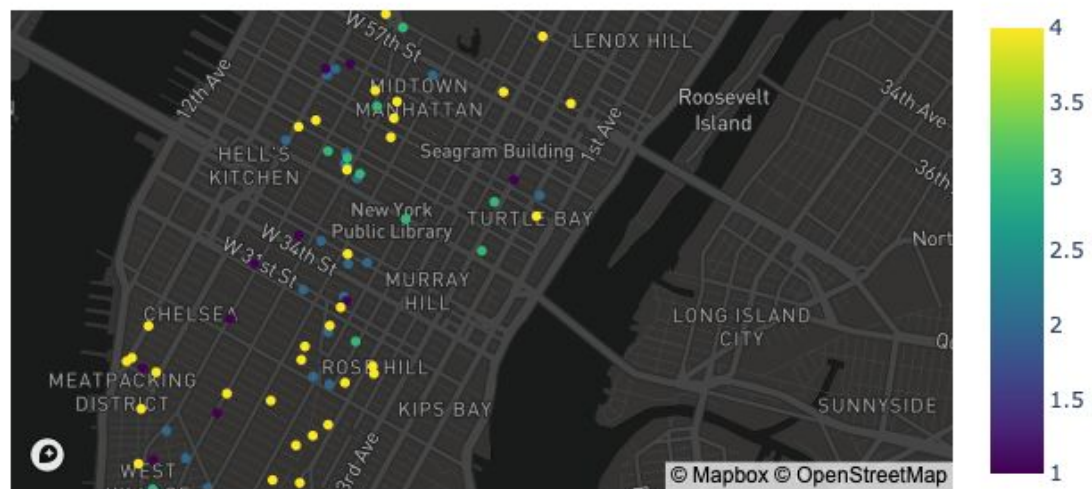 W 57th St
LENOX HILL
12th Ave
MIDTOWN
MANHATTAN
Roosevelt
Island
34th Ave
1st Ave
Seagram Building
HELL'S
KITCHEN
36th
New York
Public Library
TURTLE BAY
W 34th St
W 31st St
MURRAY
HILL
CHELSEA
LONG ISLAND
CITY
ROSE HILL
MEATPACKING
DISTRICT
KIPS BAY
SUNNYSIDE
3rd Ave
WEST
© Mapbox © OpenStreetMap
4
3.5
3
2.5
2
1.5
1